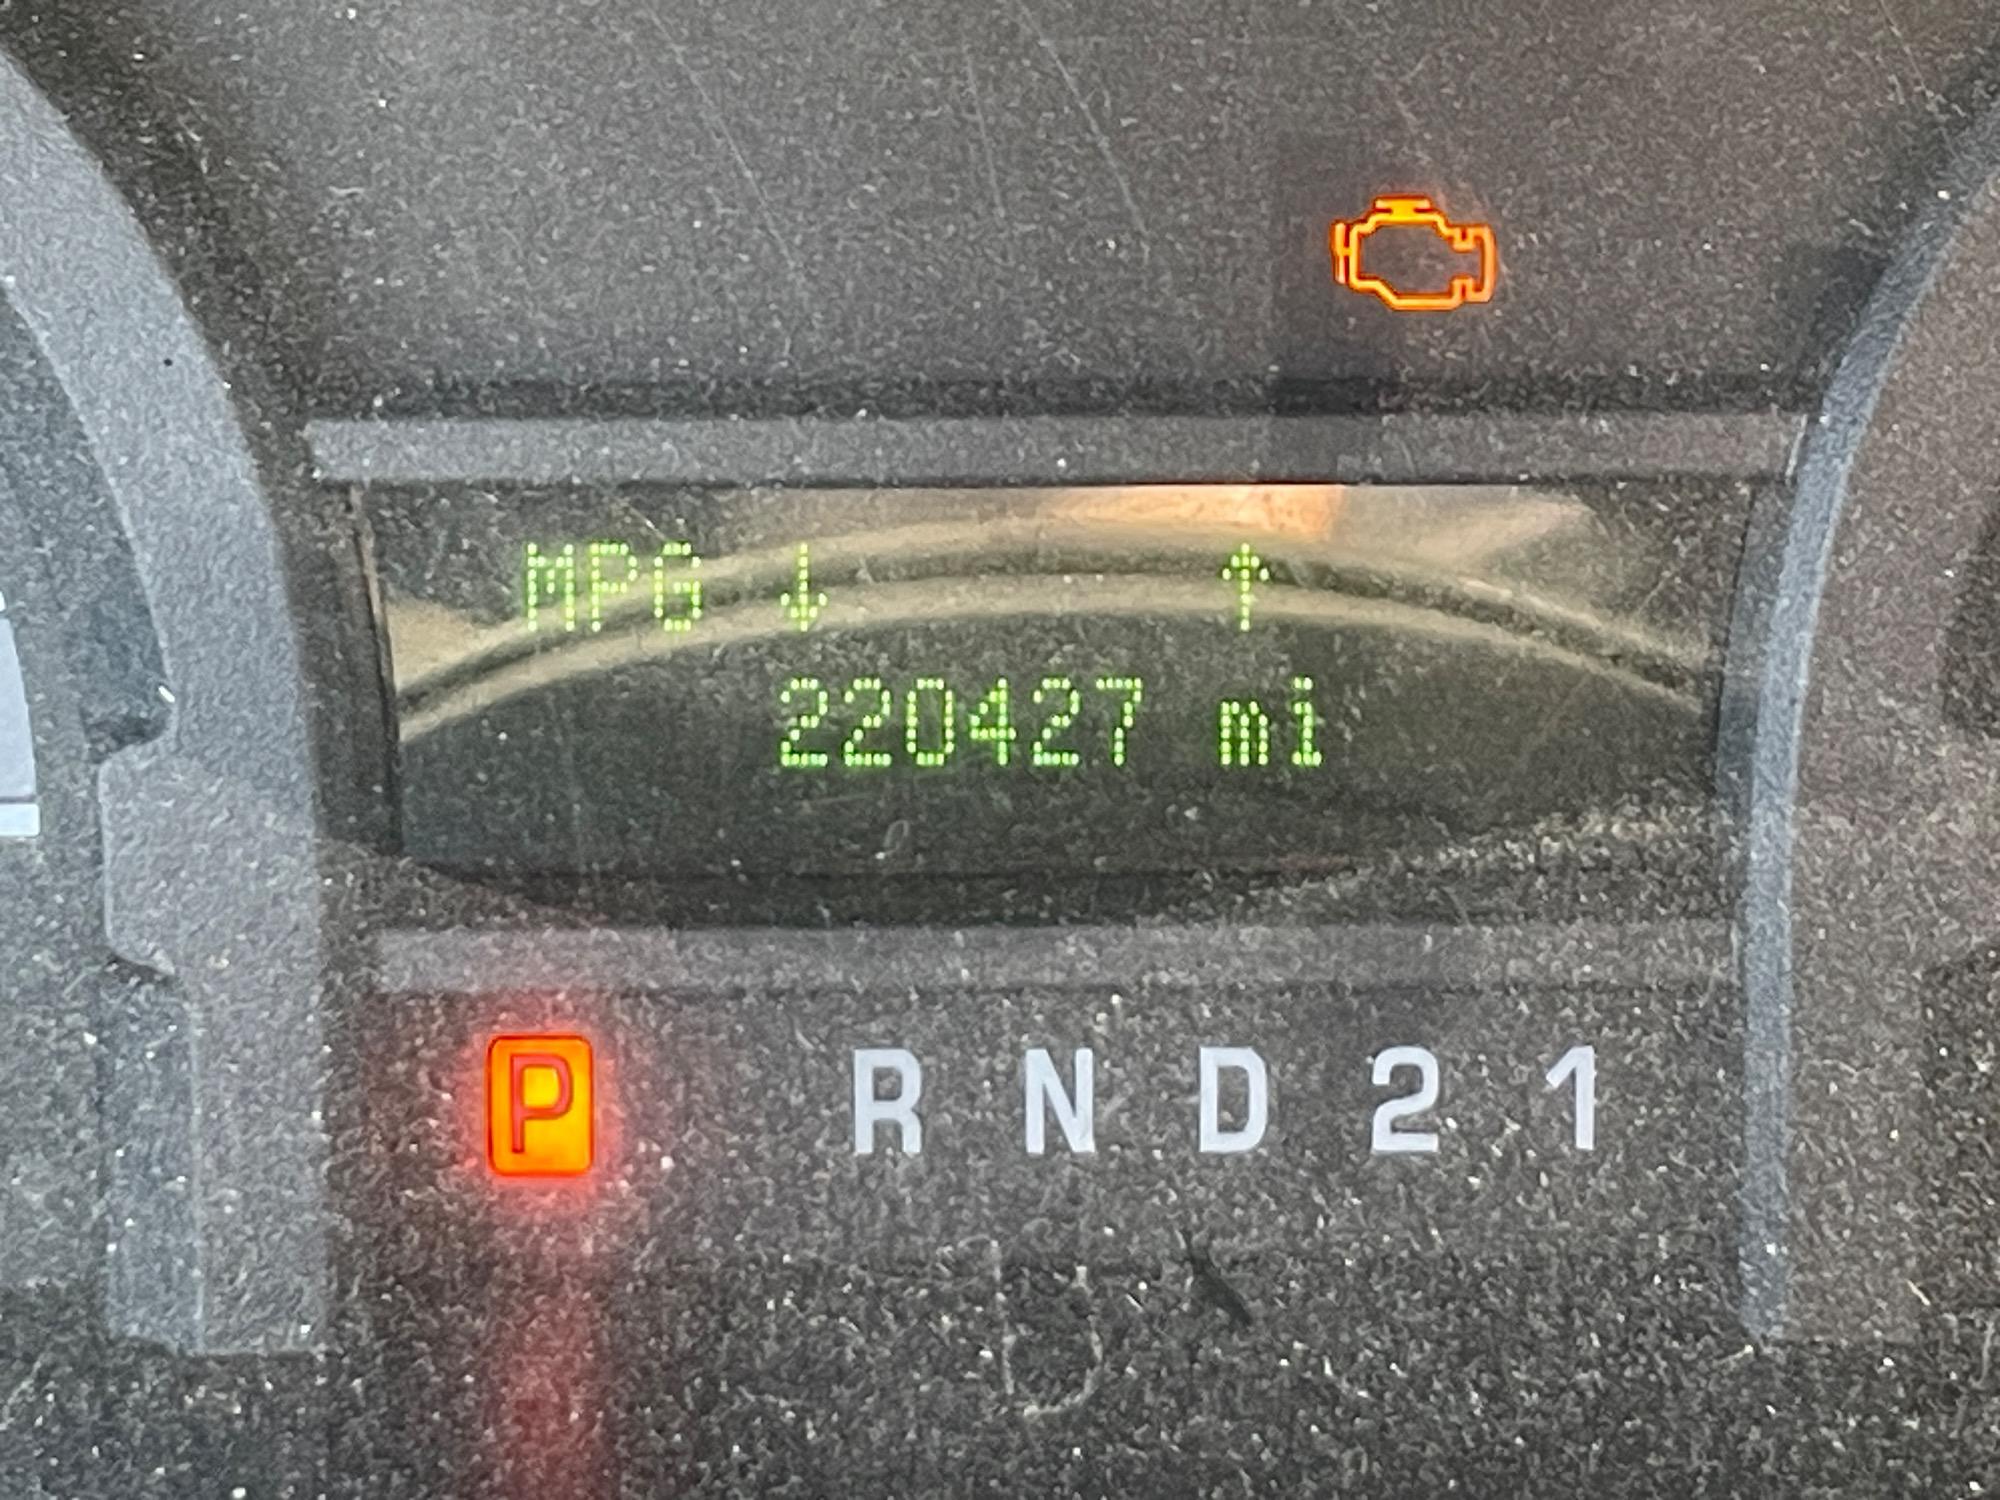 MPG ↓ ↑
220427 mi
P R N D 2 1